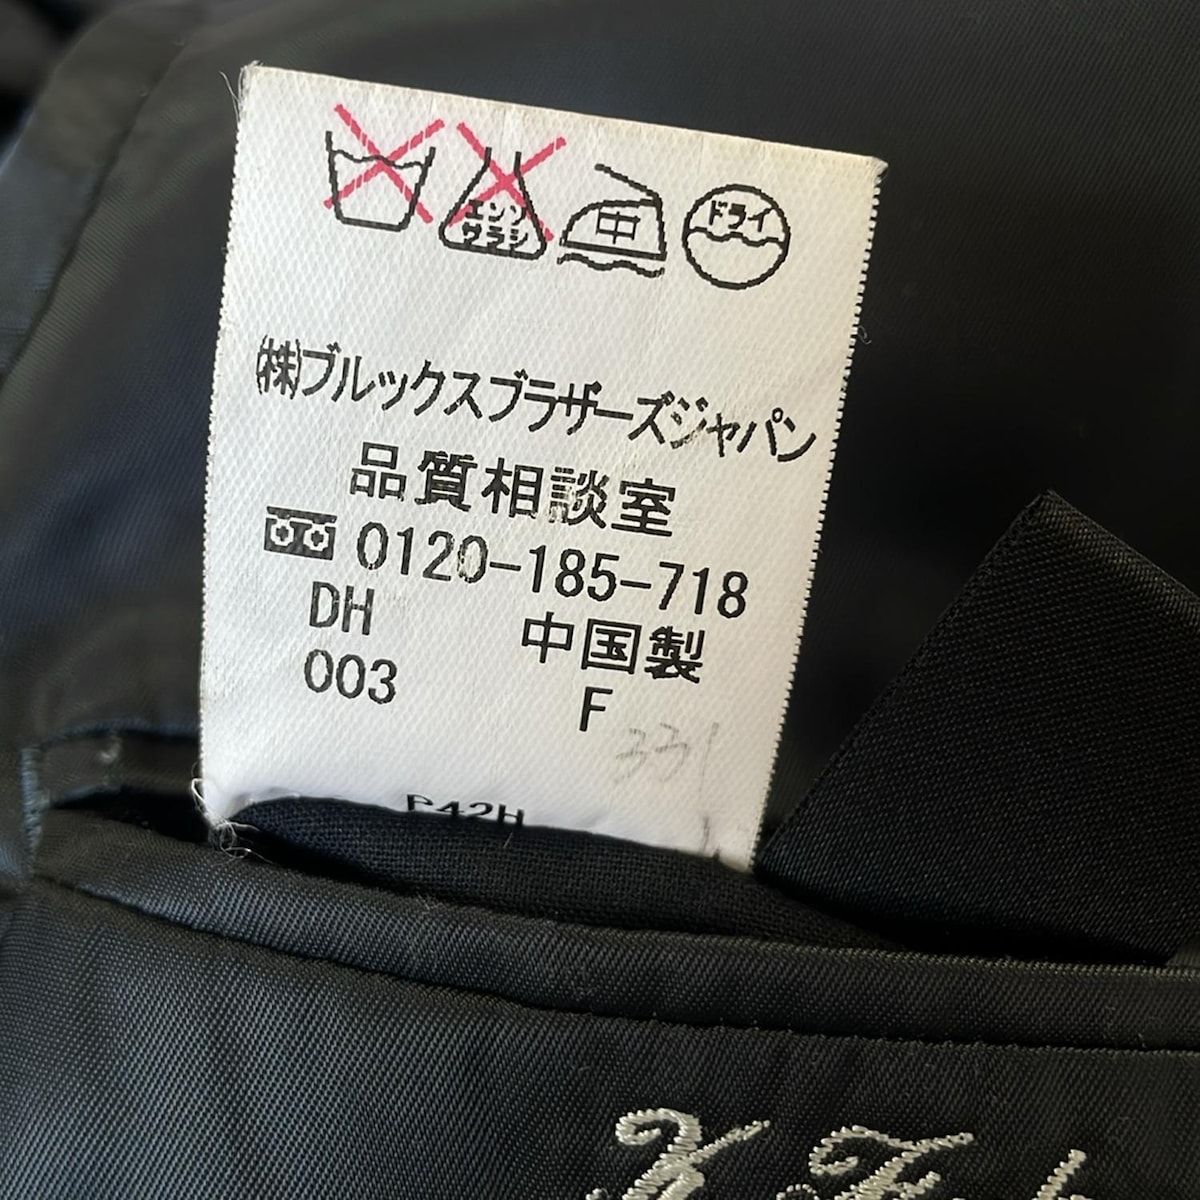 エンソ
サラシ
中
ドライ
(株)ブルックスブラザーズジャパン
品質相談室
0120-185-718
DH 中国製
003 F
331
P42H